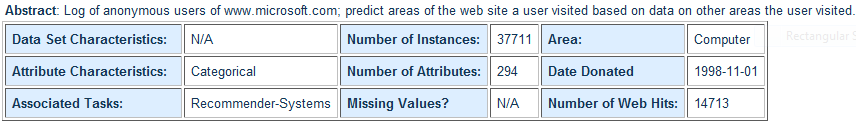 Abstract: Log of anonymous users of www.microsoft.com; predict areas of the web site a user visited based on data on other areas the user visited.
Data Set Characteristics: N/A Number of Instances: 37711 Area: Computer
Attribute Characteristics: Categorical Number of Attributes: 294 Date Donated 1998-11-01
Associated Tasks: Recommender-Systems Missing Values? N/A Number of Web Hits: 14713